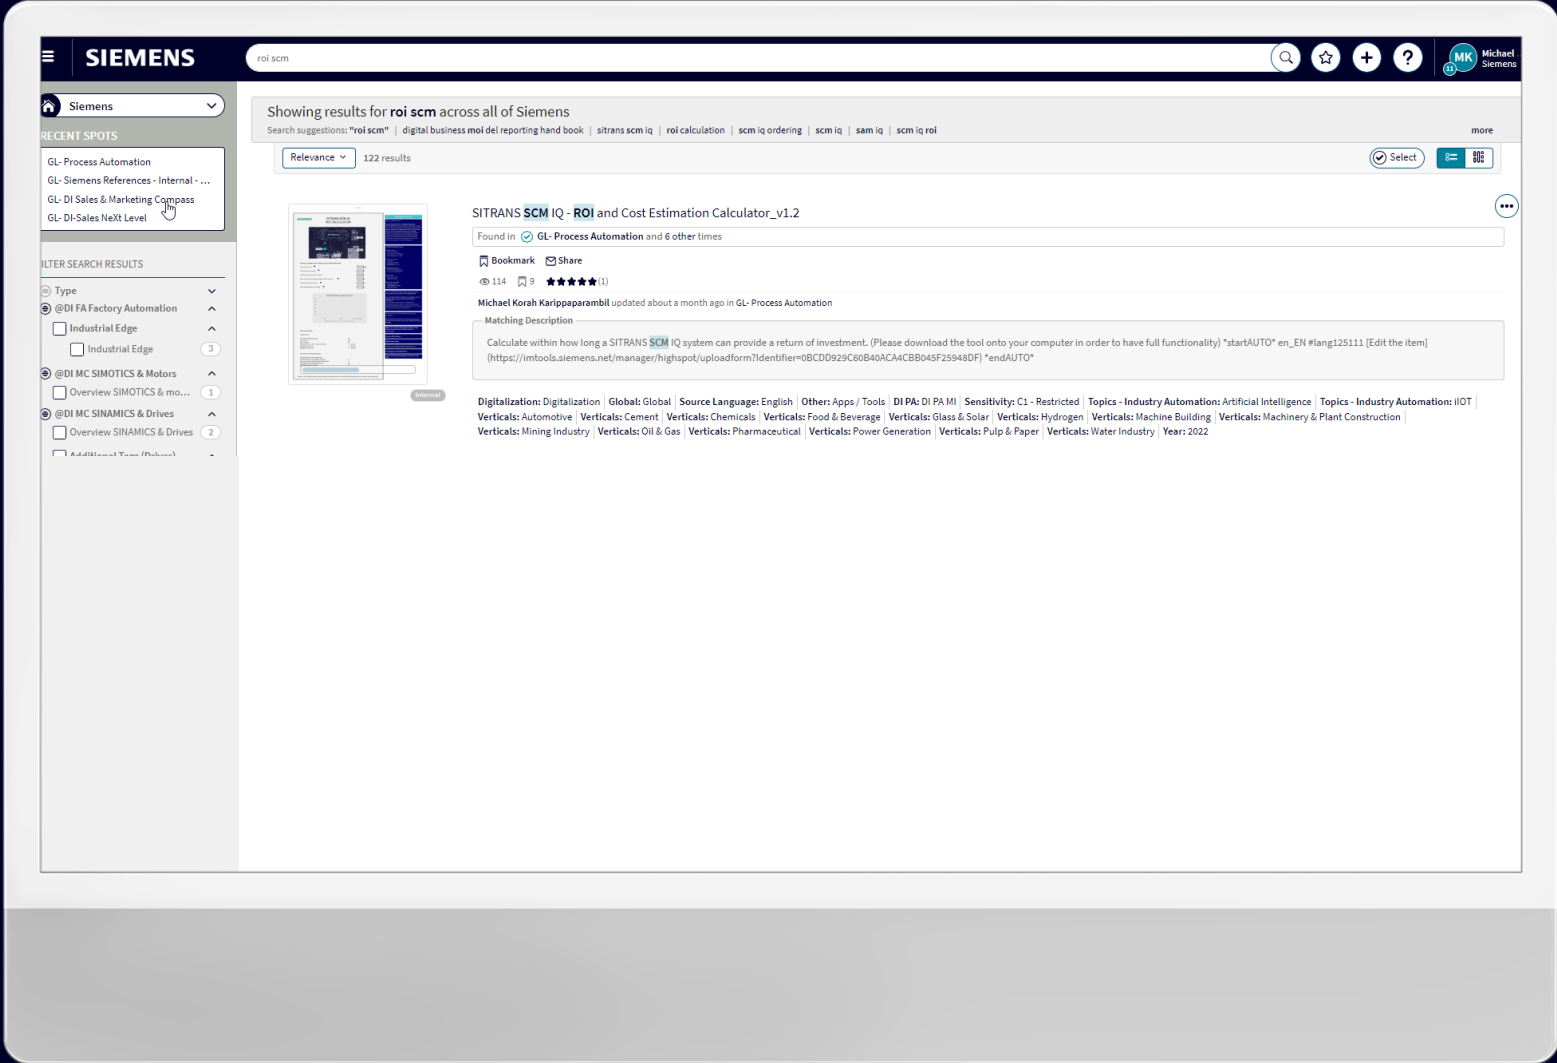 SIEMENS
roi scm
MK
11
Michael
Siemens
Siemens
RECENT SPOTS
GL- Process Automation
GL- Siemens References - Internal - ...
GL- DI Sales & Marketing Compass
GL- DI-Sales NeXt Level
ILTER SEARCH RESULTS
Type
@DI FA Factory Automation
Industrial Edge
Industrial Edge 3
@DI MC SIMOTICS & Motors
Overview SIMOTICS & mo... 1
@DI MC SINAMICS & Drives
Overview SINAMICS & Drives 2
Additional Tags (Drives)
Showing results for roi scm across all of Siemens
Search suggestions: "roi scm" | digital business moi del reporting hand book | sitrans scm iq | roi calculation | scm iq ordering | scm iq | sam iq | scm iq roi
more
Relevance 122 results
Select
SITRANS SCM IQ - ROI and Cost Estimation Calculator_v1.2
Found in GL- Process Automation and 6 other times
Bookmark Share
114 9 (1)
Michael Korah Karippaparambil updated about a month ago in GL- Process Automation
Matching Description
Calculate within how long a SITRANS SCM IQ system can provide a return of investment. (Please download the tool onto your computer in order to have full functionality) *startAUTO* en_EN #lang125111 [Edit the item]
(https://imtools.siemens.net/manager/highspot/uploadform?Identifier=0BCDD929C60B40ACA4CBB045F25948DF) *endAUTO*
Internal
Digitalization: Digitalization | Global: Global | Source Language: English | Other: Apps / Tools | DI PA: DI PA MI | Sensitivity: C1 - Restricted | Topics - Industry Automation: Artificial Intelligence | Topics - Industry Automation: iIOT |
Verticals: Automotive | Verticals: Cement | Verticals: Chemicals | Verticals: Food & Beverage | Verticals: Glass & Solar | Verticals: Hydrogen | Verticals: Machine Building | Verticals: Machinery & Plant Construction |
Verticals: Mining Industry | Verticals: Oil & Gas | Verticals: Pharmaceutical | Verticals: Power Generation | Verticals: Pulp & Paper | Verticals: Water Industry | Year: 2022